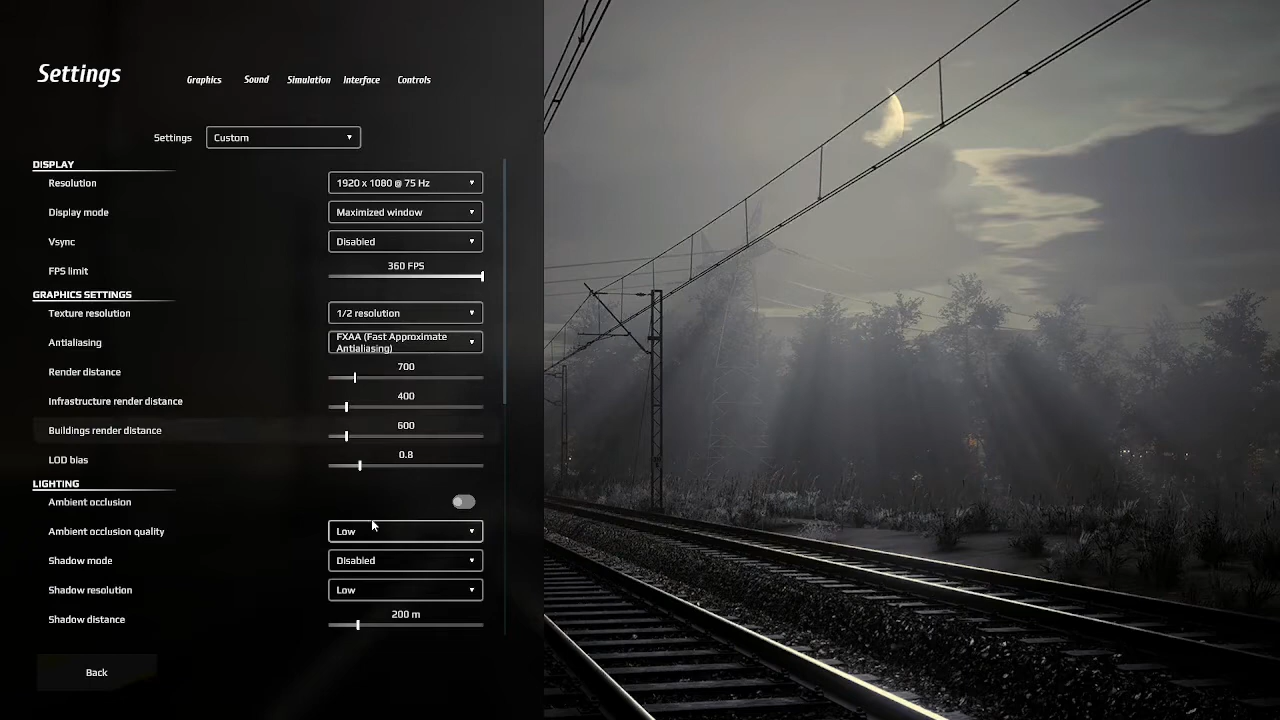 Settings
Graphics Sound Simulation Interface Controls
Settings Custom
DISPLAY
Resolution 1920 x 1080 @ 75 Hz
Display mode Maximized window
Vsync Disabled
FPS limit 360 FPS
GRAPHICS SETTINGS
Texture resolution 1/2 resolution
Antialiasing FXAA (Fast Approximate
Antialiasing)
Render distance 700
Infrastructure render distance 400
Buildings render distance 600
LOD bias 0.8
LIGHTING
Ambient occlusion
Ambient occlusion quality Low
Shadow mode Disabled
Shadow resolution Low
Shadow distance 200 m
Back